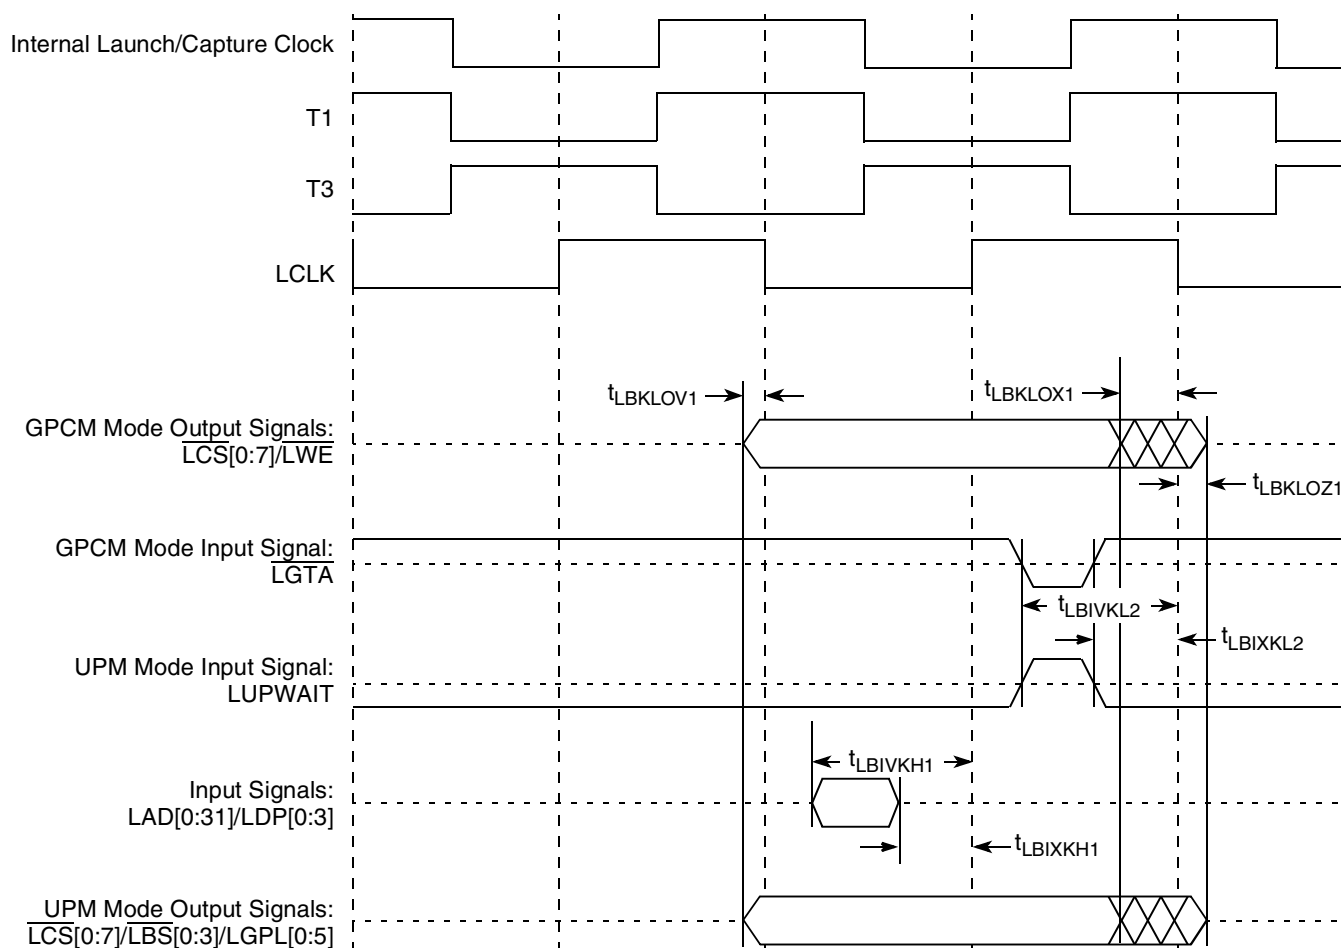 Internal Launch/Capture Clock
T1
T3
LCLK
tLBKLOV1
tLBKLOX1
GPCM Mode Output Signals:
LCS[0:7]/LWE
tLBKLOZ1
GPCM Mode Input Signal:
LGTA
tLBIVKL2
tLBIXKL2
UPM Mode Input Signal:
LUPWAIT
tLBIVKH1
Input Signals:
LAD[0:31]/LDP[0:3]
tLBIXKH1
UPM Mode Output Signals:
LCS[0:7]/LBS[0:3]/LGPL[0:5]